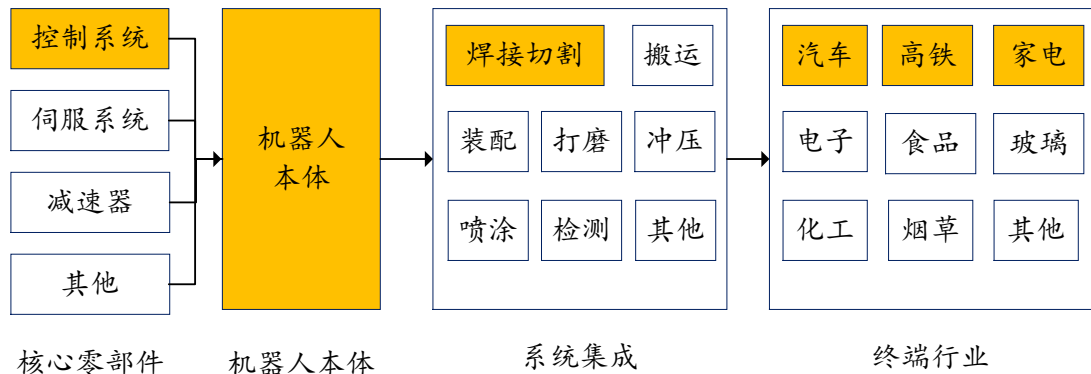 控制系统
伺服系统
减速器
其他
机器人
本体
焊接切割
搬运
装配
打磨
冲压
喷涂
检测
其他
汽车
高铁
家电
电子
食品
玻璃
化工
烟草
其他
核心零部件
机器人本体
系统集成
终端行业